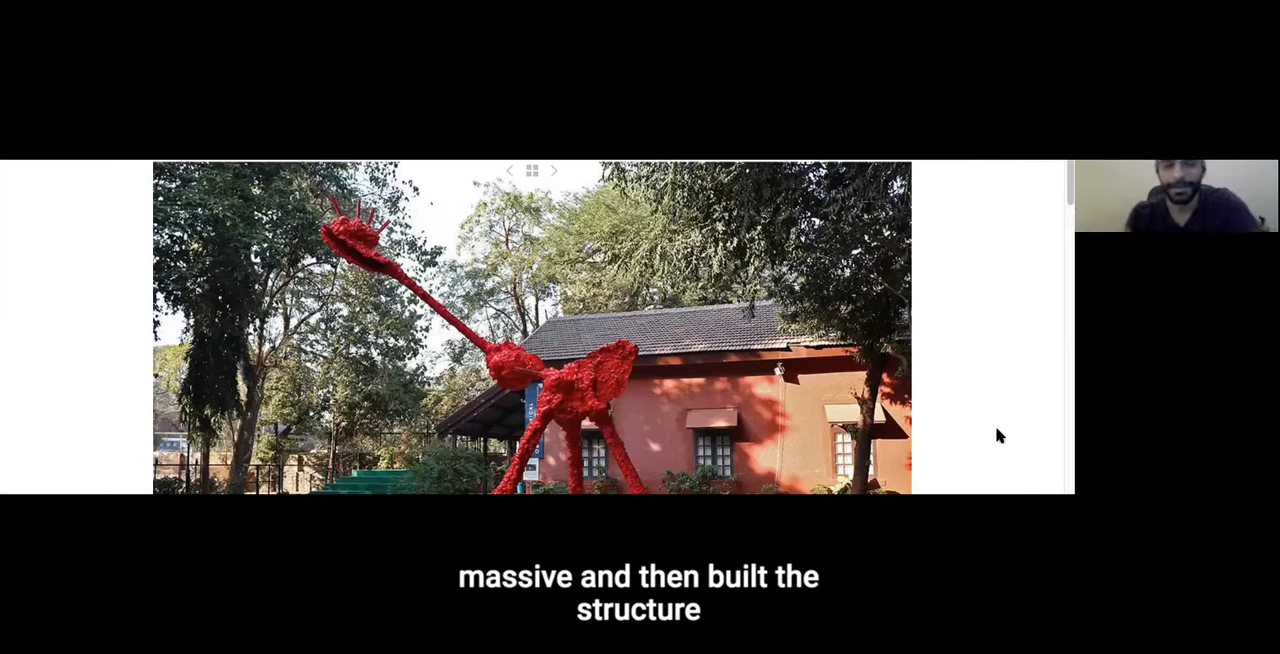 massive and then built the
structure